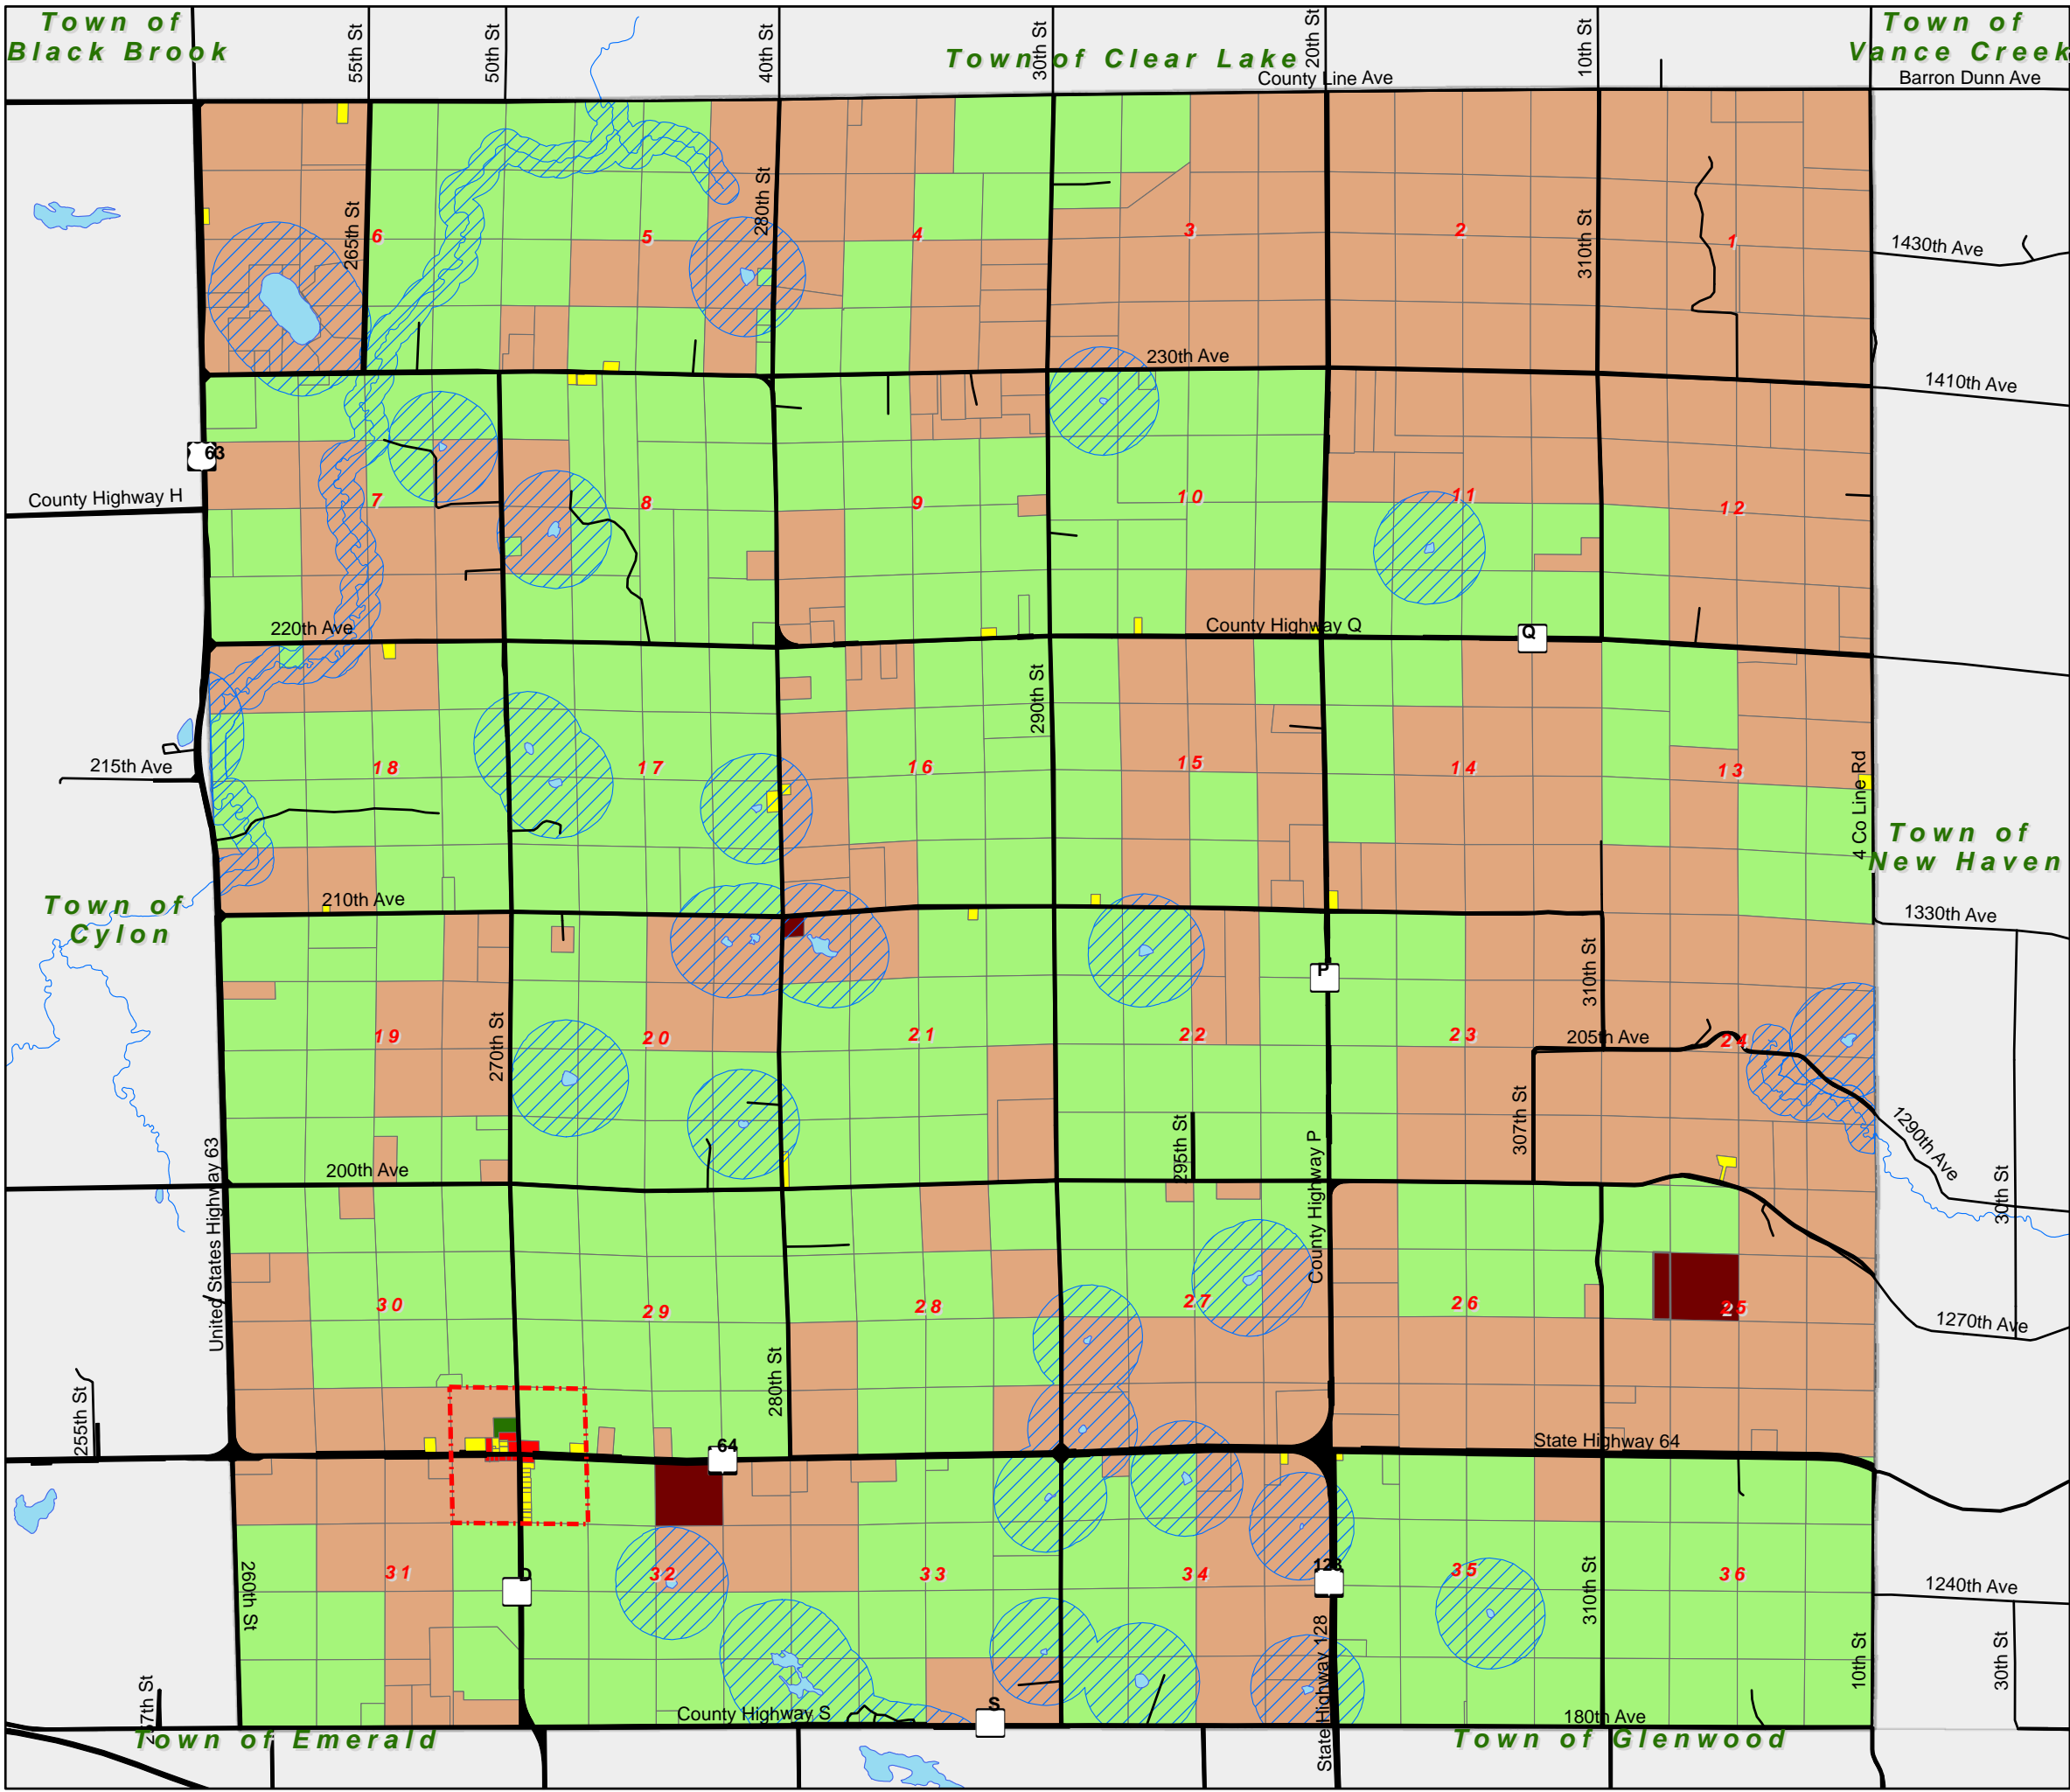 Town of
Black Brook
55th St
50th St
40th St
30th St
Town of Clear Lake
20th St
County Line Ave
10th St
Town of
Vance Creek
Barron Dunn Ave
265th St
280th St
310th St
6
5
4
3
2
1
1430th Ave
230th Ave
1410th Ave
63
County Highway H
7
8
9
10
11
12
220th Ave
County Highway Q
Q
290th St
215th Ave
18
17
16
15
14
13
4 Co Line Rd
Town of
New Haven
210th Ave
Town of
Cylon
1330th Ave
P
310th St
19
20
21
22
23
24
205th Ave
270th St
307th St
295th St
1290th Ave
200th Ave
30th St
United States Highway 63
County Highway P
30
29
28
27
26
25
1270th Ave
280th St
255th St
64
State Highway 64
31
32
33
34
35
36
D
128
260th St
310th St
1240th Ave
State Highway 128
10th St
30th St
257th St
County Highway S
S
180th Ave
Town of Emerald
Town of Glenwood